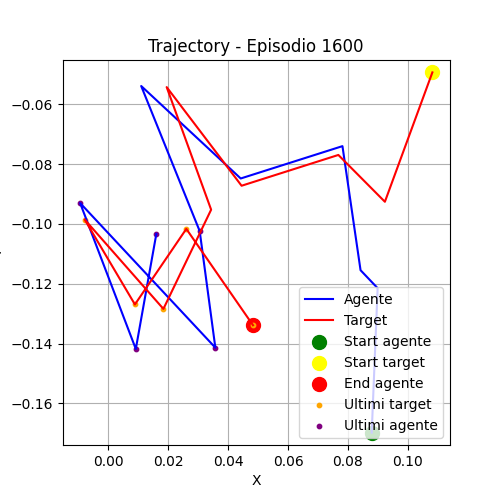 Trajectory - Episodio 1600
−0.06
−0.08
−0.10
−0.12
−0.14
−0.16
0.00 0.02 0.04 0.06 0.08 0.10
X
Agente
Target
Start agente
Start target
End agente
Ultimi target
Ultimi agente